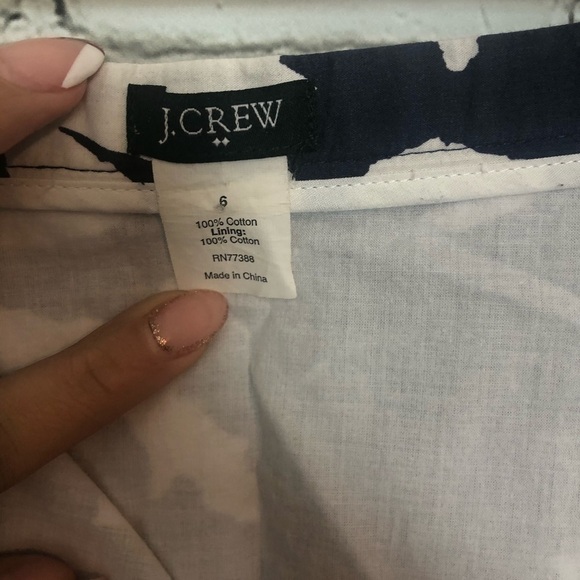 J.CREW
6
100% Cotton
Lining:
100% Cotton
RN77388
Made in China